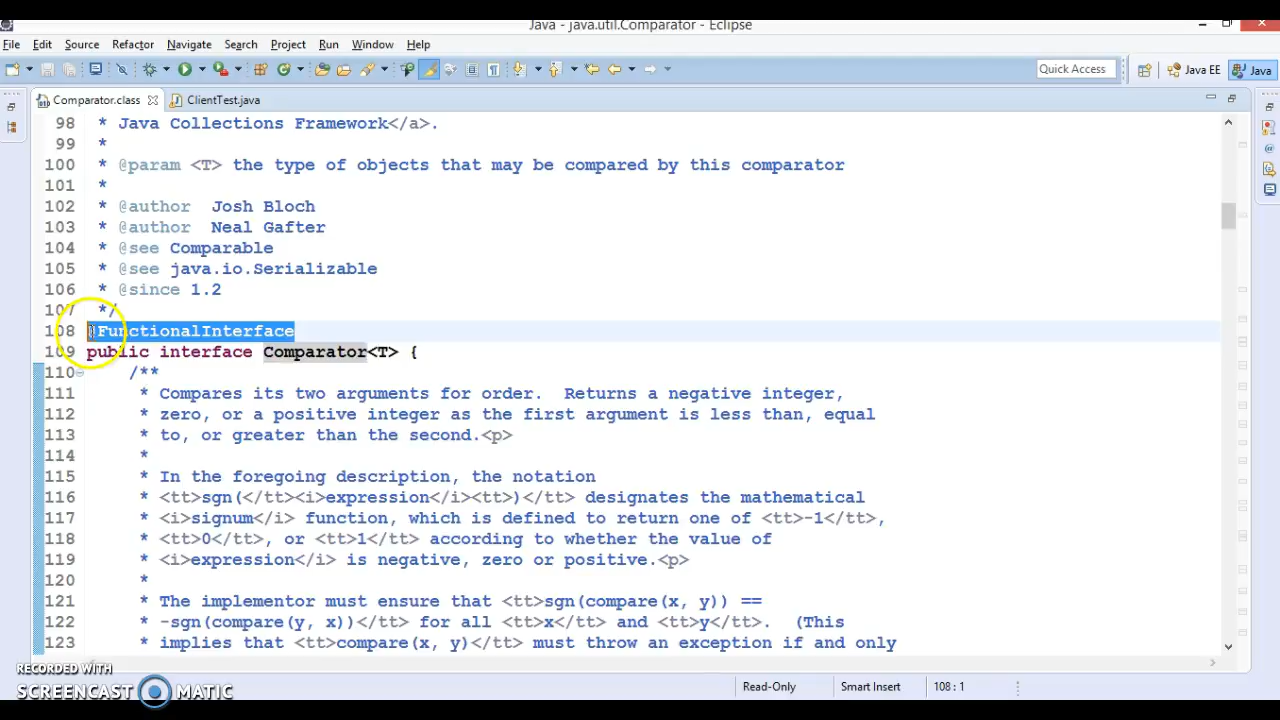 Java - java.util.Comparator - Eclipse
File Edit Source Refactor Navigate Search Project Run Window Help
Quick Access
Java EE
Java
Comparator.class
ClientTest.java
98 * Java Collections Framework</a>.
99 *
100 * @param <T> the type of objects that may be compared by this comparator
101 *
102 * @author  Josh Bloch
103 * @author  Neal Gafter
104 * @see Comparable
105 * @see java.io.Serializable
106 * @since 1.2
107 */
108 @FunctionalInterface
109 public interface Comparator<T> {
110 /**
111 * Compares its two arguments for order.  Returns a negative integer,
112 * zero, or a positive integer as the first argument is less than, equal
113 * to, or greater than the second.<p>
114 *
115 * In the foregoing description, the notation
116 * <tt>sgn(</tt><i>expression</i><tt>)</tt> designates the mathematical
117 * <i>signum</i> function, which is defined to return one of <tt>-1</tt>,
118 * <tt>0</tt>, or <tt>1</tt> according to whether the value of
119 * <i>expression</i> is negative, zero or positive.<p>
120 *
121 * The implementor must ensure that <tt>sgn(compare(x, y)) ==
122 * -sgn(compare(y, x))</tt> for all <tt>x</tt> and <tt>y</tt>.  (This
123 * implies that <tt>compare(x, y)</tt> must throw an exception if and only
RECORDED WITH
SCREENCAST MATIC
Read-Only
Smart Insert
108 : 1